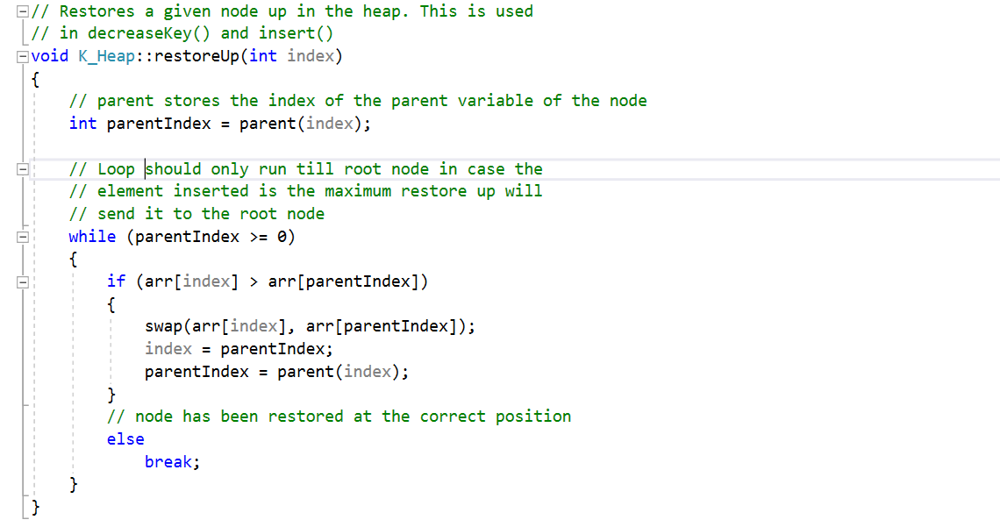 // Restores a given node up in the heap. This is used
// in decreaseKey() and insert()
void K_Heap::restoreUp(int index)
{
    // parent stores the index of the parent variable of the node
    int parentIndex = parent(index);

    // Loop should only run till root node in case the
    // element inserted is the maximum restore up will
    // send it to the root node
    while (parentIndex >= 0)
    {
        if (arr[index] > arr[parentIndex])
        {
            swap(arr[index], arr[parentIndex]);
            index = parentIndex;
            parentIndex = parent(index);
        }
        // node has been restored at the correct position
        else
            break;
    }
}